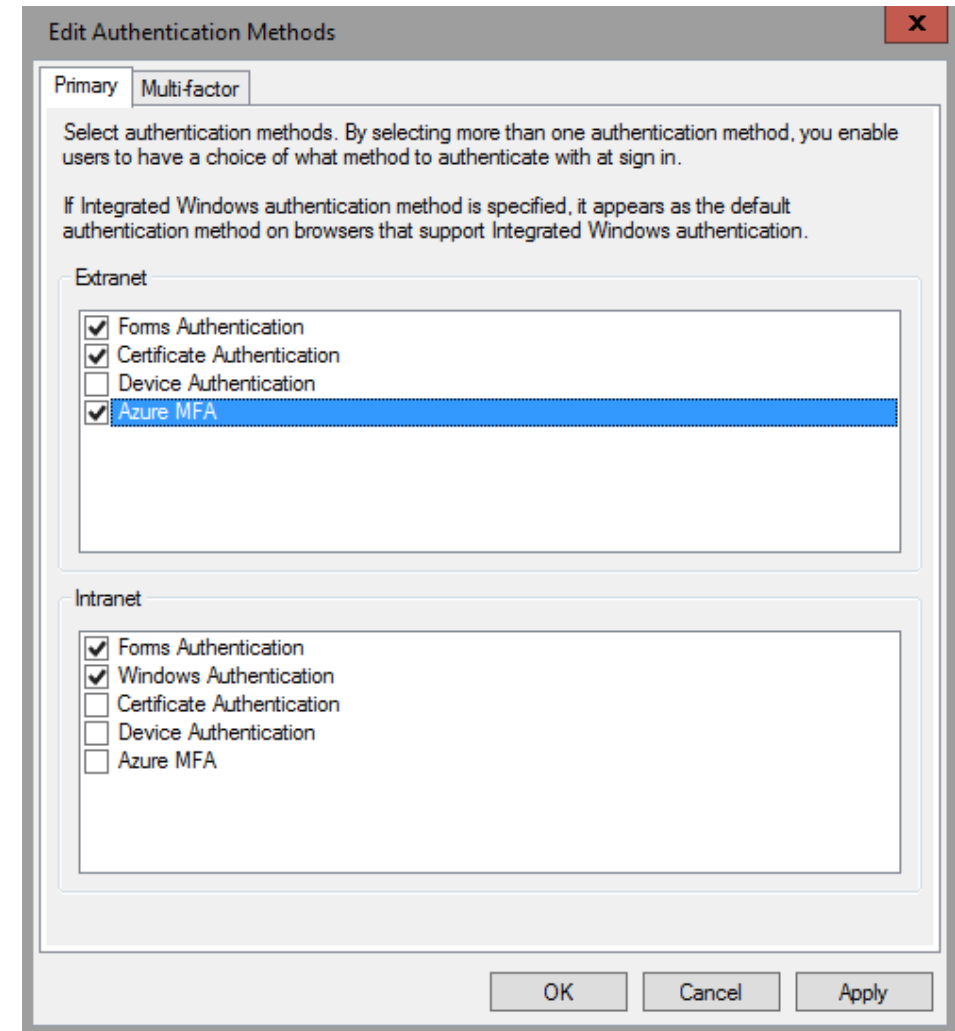 Edit Authentication Methods
x
Primary
Multi-factor
Select authentication methods. By selecting more than one authentication method, you enable
users to have a choice of what method to authenticate with at sign in.
If Integrated Windows authentication method is specified, it appears as the default
authentication method on browsers that support Integrated Windows authentication.
Extranet
Forms Authentication
Certificate Authentication
Device Authentication
Azure MFA
Intranet
Forms Authentication
Windows Authentication
Certificate Authentication
Device Authentication
Azure MFA
OK
Cancel
Apply